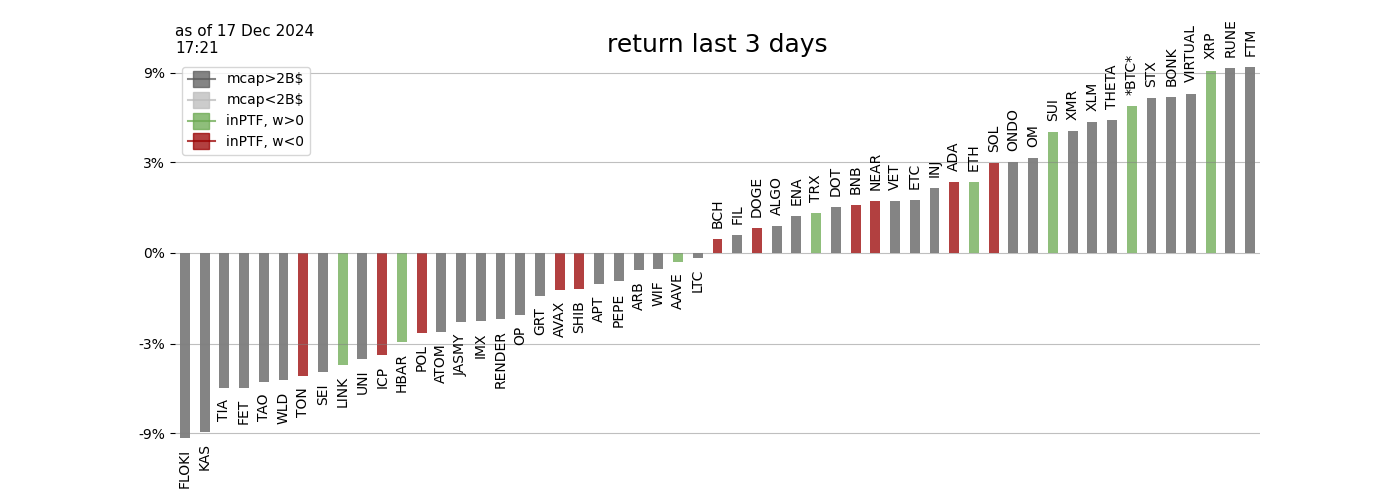 as of 17 Dec 2024
17:21
return last 3 days
mcap>2B$
mcap<2B$
inPTF, w>0
inPTF, w<0
9%
3%
0%
-3%
-9%
FLOKI
KAS
TIA
FET
TAO
WLD
TON
SEI
LINK
UNI
ICP
HBAR
POL
ATOM
JASMY
IMX
RENDER
OP
GRT
AVAX
SHIB
APT
PEPE
ARB
WIF
AAVE
LTC
BCH
FIL
DOGE
ALGO
ENA
TRX
DOT
BNB
NEAR
VET
ETC
INJ
ADA
ETH
SOL
ONDO
OM
SUI
XMR
XLM
THETA
*BTC*
STX
BONK
VIRTUAL
XRP
RUNE
FTM